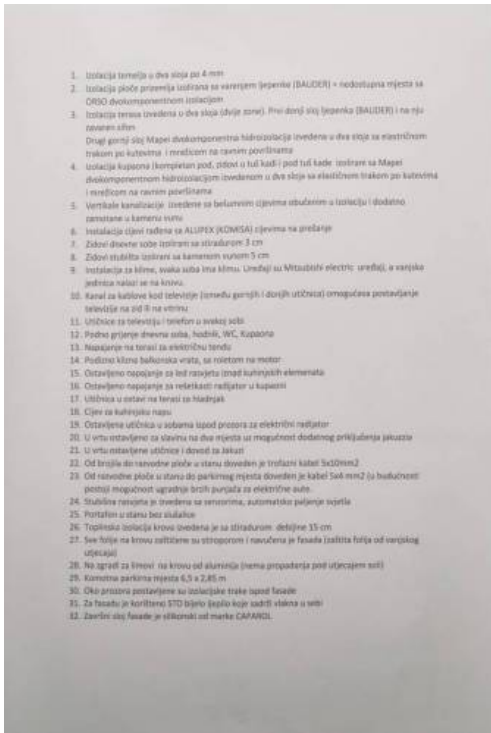 1. Izolacija temelja u dva sloja po 4 mm
2. Izolacija ploče prizemlja izolirana sa varenjem ljepenke (BAUDER) + nedostupna mjesta sa
ORSO dvokomponentnom izolacijom
3. Izolacija terasa izvedena u dva sloja (dvije zone). Prvi donji sloj ljepenka (BAUDER) i na nju
zavaren sifon
Drugi gornji sloj Mapei dvokomponentna hidroizolacija izvedena u dva sloja sa elastičnom
trakom po kutevima i mrežicom na ravnim površinama
4. Izolacija kupaona (kompletan pod, zidovi u tuš kadi i pod tuš kade izolirani sa Mapei
dvokomponentnom hidroizolacijom izvedenom u dva sloja sa elastičnom trakom po kutevima
i mrežicom na ravnim površinama
5. Vertikale kanalizacije izvedene sa bešumnim cijevima obučenim u izolaciju i dodatno
zamotane u kamenu vunu
6. Instalacija cijevi rađena sa ALUPEX (KOMISA) cijevima na prešanje
7. Zidovi dnevne sobe izolirani sa stiradurom 3 cm
8. Zidovi stubišta izolirani sa kamenom vunom 5 cm
9. Instalacija za klime, svaka soba ima klimu. Uređaji su Mitsubishi electric uređaji, a vanjska
jedinica nalazi se na krovu.
10. Kanal za kablove kod televizije (između gornjih i donjih utičnica) omogućava postavljanje
televizije na zid ili na vitrinu
11. Utičnice za televiziju i telefon u svakoj sobi
12. Podno grijanje dnevna soba, hodnik, WC, Kupaona
13. Napajanje na terasi za električnu tendu
14. Podizno klizna balkonska vrata, sa roletom na motor
15. Ostavljeno napajanje za led rasvjetu iznad kuhinjskih elemenata
16. Ostavljeno napajanje za rešetkasti radijator u kupaoni
17. Utičnica u ostavi na terasi za hladnjak
18. Cijev za kuhinjsku napu
19. Ostavljena utičnica u sobama ispod prozora za električni radijator
20. U vrtu ostavljeno za slavina na dva mjesta uz mogućnost dodatnog priključenja jakuzzia
21. U vrtu ostavljene utičnice i dovod za Jakuzi
22. Od brojila do razvodne ploče u stanu doveden je trofazni kabel 5x10mm2
23. Od razvodne ploče u stanu do parkirnog mjesta doveden je kabel 5x4 mm2 (u budućnosti
postoji mogućnost ugradnje brzih punjača za električne aute.
24. Stubišna rasvjeta je izvedena sa senzorima, automatsko paljenje svjetla
25. Portafon u stanu bez slušalice
26. Toplinska izolacija krova izvedena je sa stiradurom debljine 15 cm
27. Sve folije na krovu zaštićene su stiroporom i navučena je fasada (zaštita folija od vanjskog
utjecaja)
28. Na zgradi za limovi na krovu od aluminija (nema propadanja pod utjecajem soli)
29. Komotna parkirna mjesta 6,5 x 2,85 m
30. Oko prozora postavljene su izolacijske trake ispod fasade
31. Za fasadu je korišteno STO bijelo ljepilo koje sadrži vlakna u sebi
32. Završni sloj fasade je silikonski od marke CAPAROL